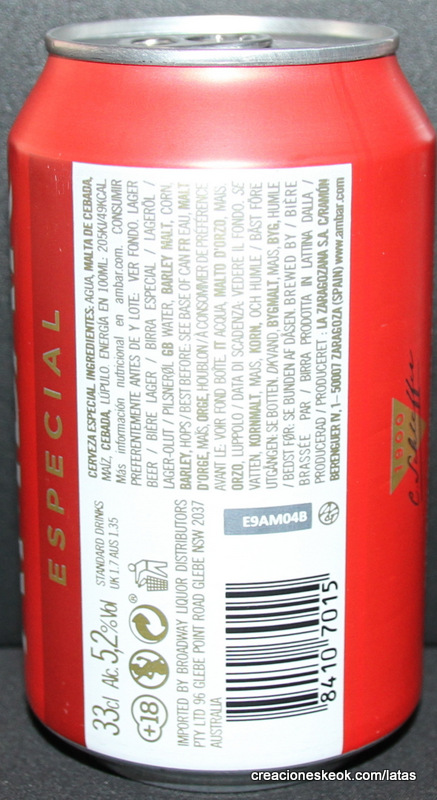 ESPECIAL
CERVEZA ESPECIAL. INGREDIENTES: AGUA, MALTA DE CEBADA,
MAÍZ, CEBADA, LÚPULO. ENERGÍA EN 100ML: 205KJ/49KCAL.
Más información nutricional en ambar.com. CONSUMIR
PREFERENTEMENTE ANTES DE Y LOTE: VER FONDO. LAGER
BEER / BIÈRE LAGER / BIRRA ESPECIAL / LAGERÖL /
LAGER-OLUT / PILSNERØL. GB WATER, BARLEY MALT, CORN,
BARLEY, HOPS / BEST BEFORE: SEE BASE OF CAN FR EAU, MALT
D'ORGE, MAÏS, ORGE, HOUBLON / A CONSOMMER DE PREFERENCE
AVANT LE: VOIR FOND BOÎTE. IT ACQUA, MALTO D'ORZO, MAIS,
ORZO, LUPPOLO / DATA DI SCADENZA: VEDERE IL FONDO. SE
VATTEN, KORNMALT, MAJS, KORN, OCH HUMLE / BÄST FÖRE
UTGÅNGEN: SE BOTTEN. DK VAND, BYGMALT, MAJS, BYG, HUMLE
/ BEDST FØR: SE BUNDEN AF DÅSEN. BREWED BY / BIÈRE
BRASSÉE PAR / BIRRA PRODOTTA IN LATTINA DALLA /
PRODUCERAD / PRODUCERET: LA ZARAGOZANA S.A. C/RAMÓN
BERENGUER IV, 1 - 50007 ZARAGOZA (SPAIN) www.ambar.com
33cl Alc. 5,2% Vol
STANDARD DRINKS
UK 1.7 AUS 1.35
+18
®
IMPORTED BY BROADWAY LIQUOR DISTRIBUTORS
PTY LTD 96 GLEBE POINT ROAD GLEBE NSW 2037
AUSTRALIA
E9AM04B
8410 7015
1900
creacioneskeok.com/latas